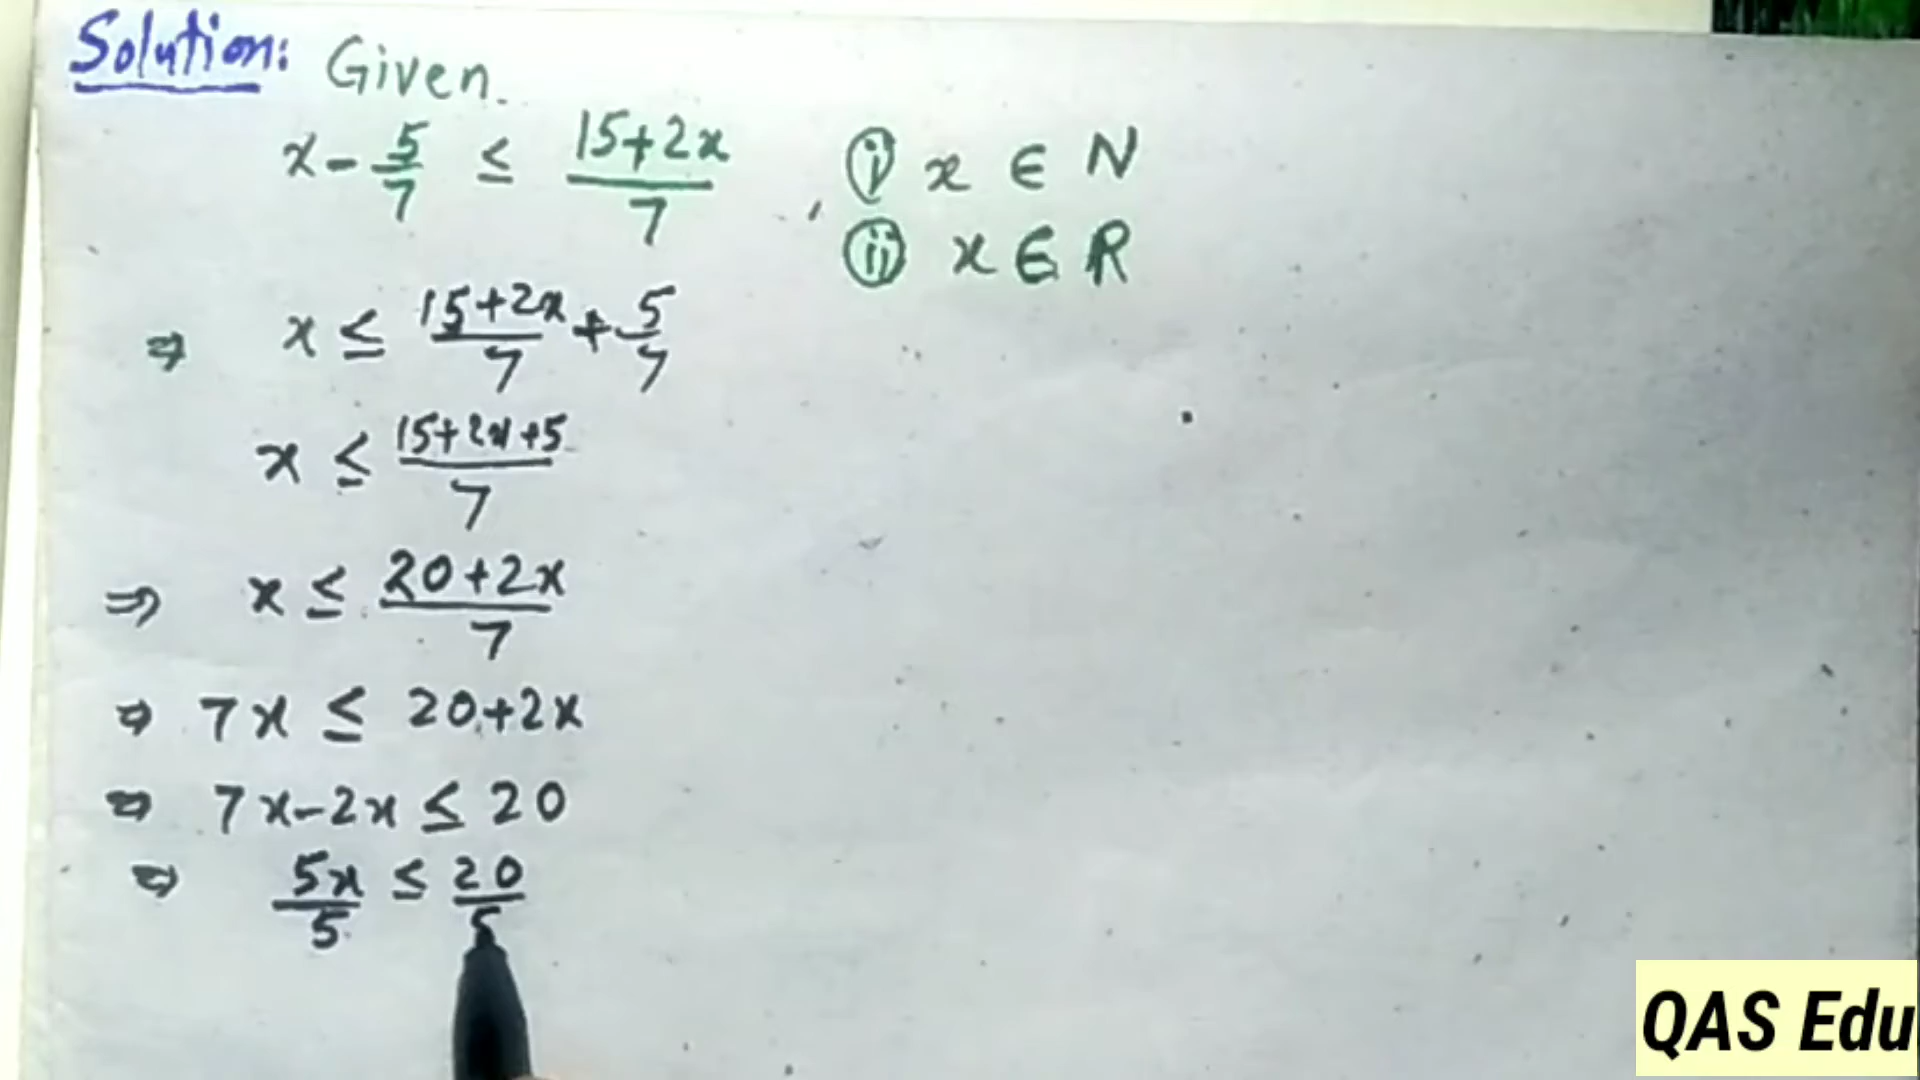 Solution: Given.
x - 5/7 ≤ (15+2x)/7 , (i) x ∈ N
(ii) x ∈ R
⇒ x ≤ (15+2x)/7 + 5/7
x ≤ (15+2x+5)/7
⇒ x ≤ (20+2x)/7
⇒ 7x ≤ 20+2x
⇒ 7x-2x ≤ 20
⇒ 5x/5 ≤ 20/5
QAS Edu